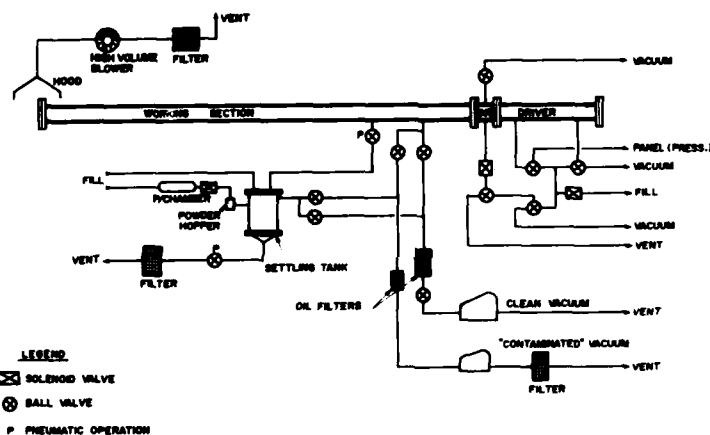 VENT
HIGH VOLUME
BLOWER
FILTER
HOOD
VACUUM
WORKING SECTION
DRIVER
P
PANEL (PRESS.)
VACUUM
FILL
FILL
P/CHAMBER
POWDER
HOPPER
VACUUM
VENT
P
VENT
FILTER
SETTLING TANK
OIL FILTERS
CLEAN VACUUM
VENT
"CONTAMINATED" VACUUM
VENT
FILTER
LEGEND
SOLENOID VALVE
BALL VALVE
P PNEUMATIC OPERATION